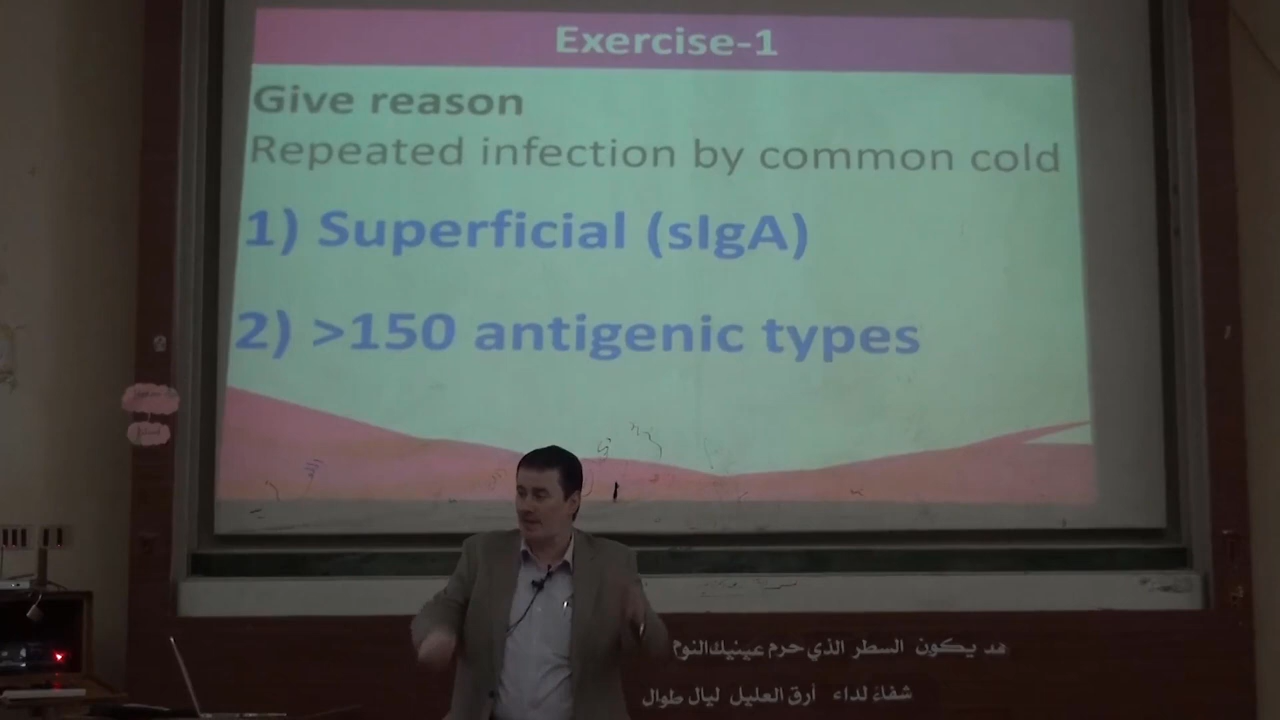 Exercise-1
Give reason
Repeated infection by common cold
1) Superficial (sIgA)
2) >150 antigenic types
قد يكون السطر الذي حرم عينيك النوم
شفاءً لداء أرق العليل ليال طوال